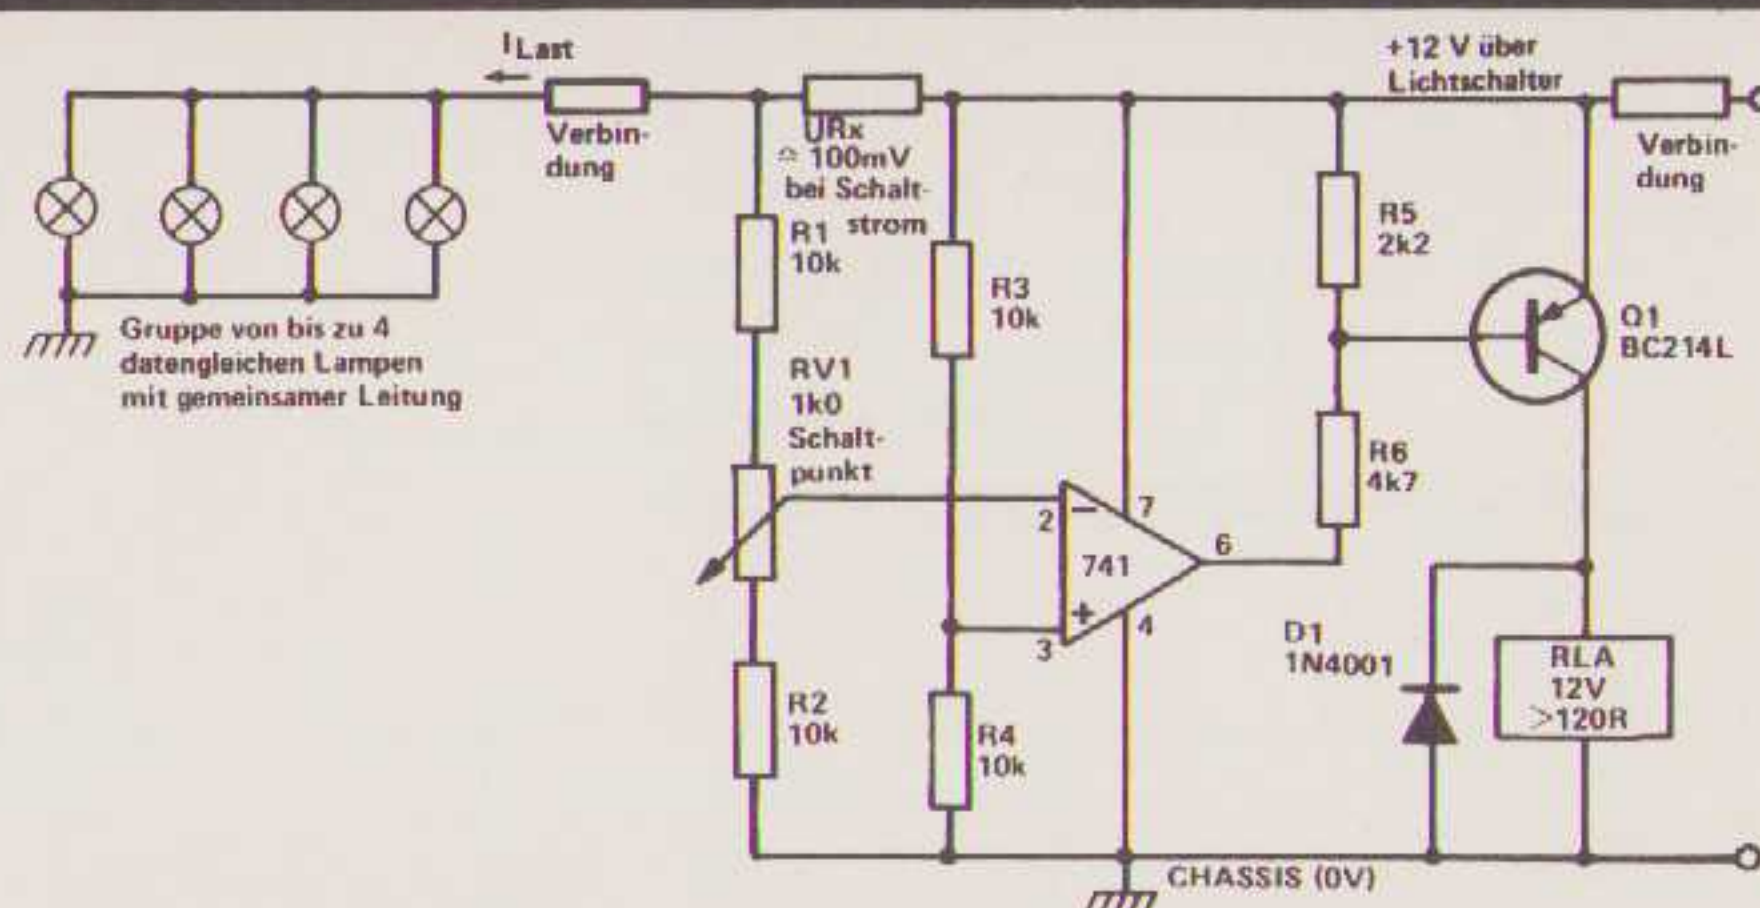 I Last
Verbin-
dung
URx
≏ 100mV
bei Schalt-
strom
+12 V über
Lichtschalter
Verbin-
dung
R1
10k
R3
10k
R5
2k2
Q1
BC214L
Gruppe von bis zu 4
datengleichen Lampen
mit gemeinsamer Leitung
RV1
1k0
Schalt-
punkt
R6
4k7
2
−
7
741
6
+
3
4
D1
1N4001
RLA
12V
>120R
R2
10k
R4
10k
CHASSIS (0V)